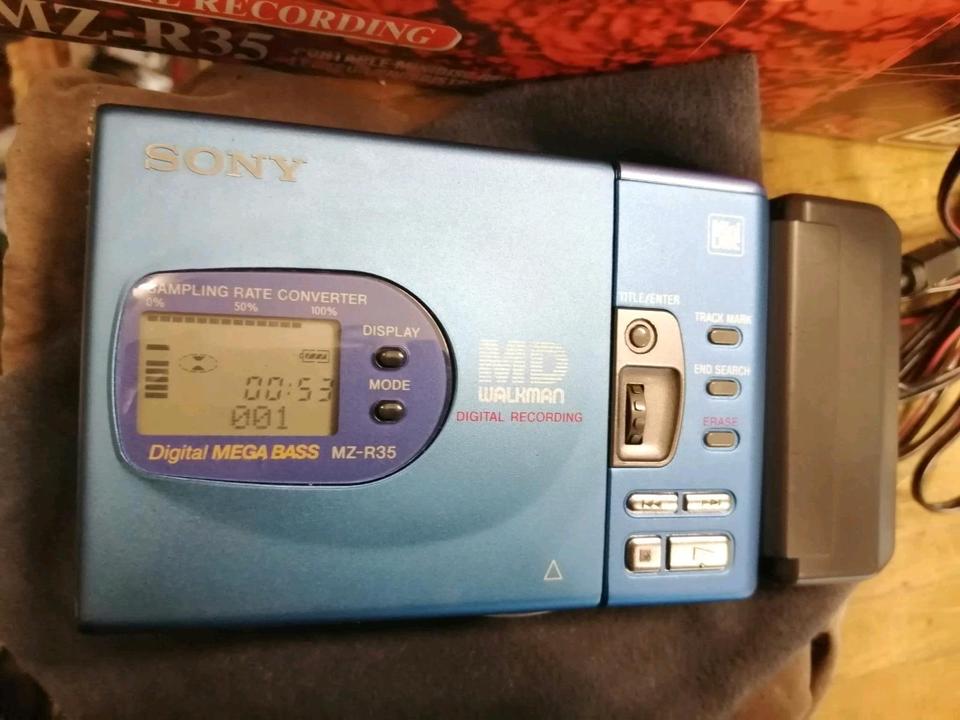 AL RECORDING
MZ-R35
SONY
SAMPLING RATE CONVERTER
0% 50% 100%
DISPLAY
MODE
00:53
001
Digital MEGA BASS MZ-R35
MD
WALKMAN
DIGITAL RECORDING
TITLE/ENTER
TRACK MARK
END SEARCH
ERASE